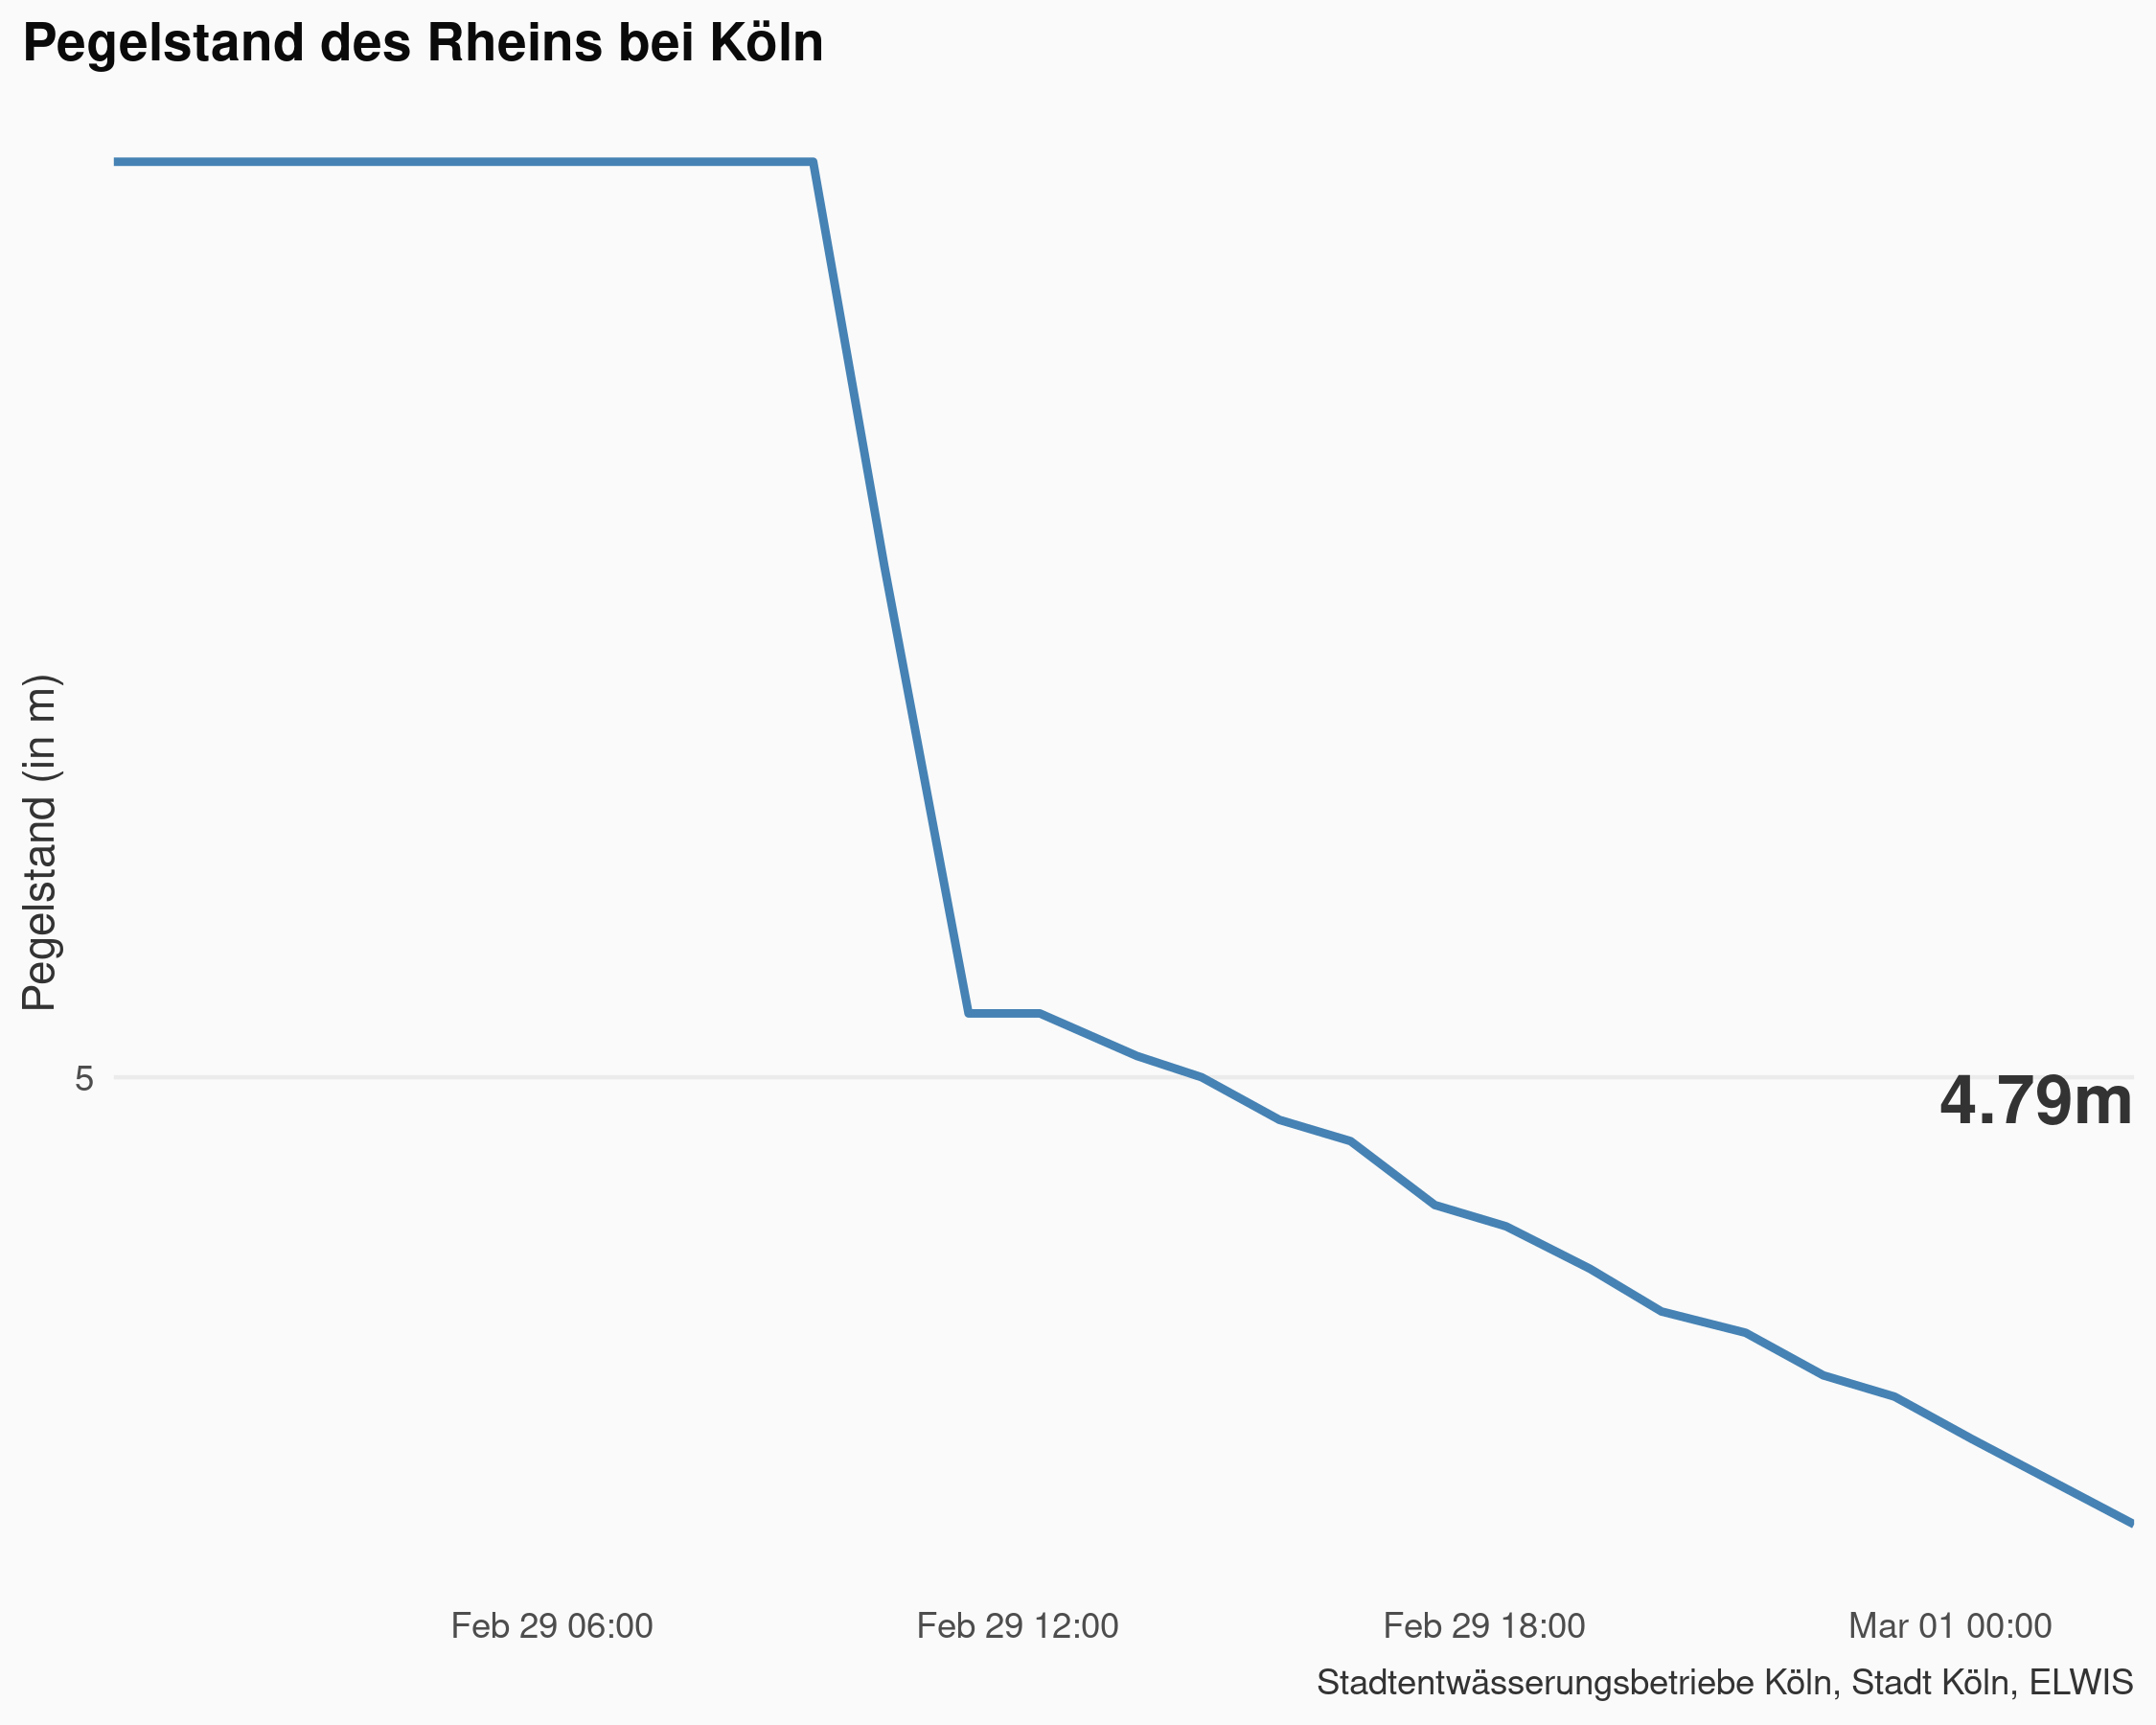 Pegelstand des Rheins bei Köln
Pegelstand (in m)
5
4.79m
Feb 29 06:00
Feb 29 12:00
Feb 29 18:00
Mar 01 00:00
Stadtentwässerungsbetriebe Köln, Stadt Köln, ELWIS